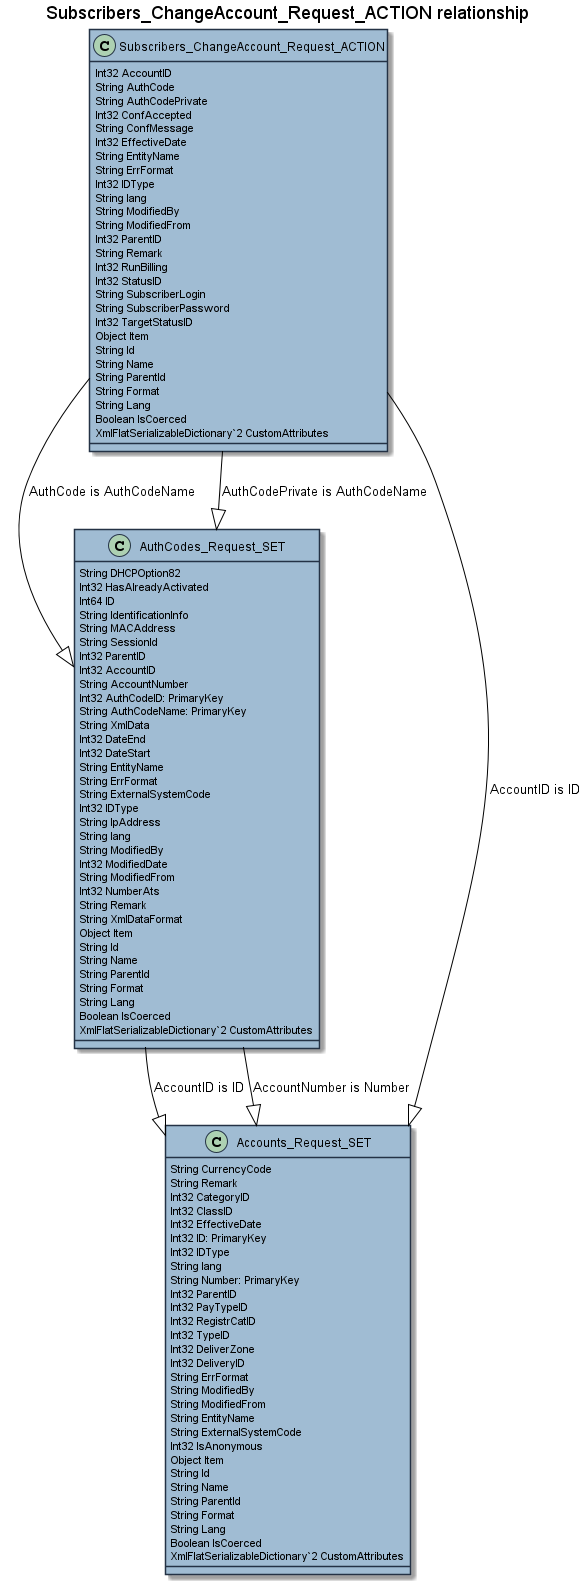 Subscribers_ChangeAccount_Request_ACTION relationship
C Subscribers_ChangeAccount_Request_ACTION
Int32 AccountID
String AuthCode
String AuthCodePrivate
Int32 ConfAccepted
String ConfMessage
Int32 EffectiveDate
String EntityName
String ErrFormat
Int32 IDType
String lang
String ModifiedBy
String ModifiedFrom
Int32 ParentID
String Remark
Int32 RunBilling
Int32 StatusID
String SubscriberLogin
String SubscriberPassword
Int32 TargetStatusID
Object Item
String Id
String Name
String ParentId
String Format
String Lang
Boolean IsCoerced
XmlFlatSerializableDictionary`2 CustomAttributes
AuthCode is AuthCodeName
AuthCodePrivate is AuthCodeName
C AuthCodes_Request_SET
String DHCPOption82
Int32 HasAlreadyActivated
Int64 ID
String IdentificationInfo
String MACAddress
String SessionId
Int32 ParentID
Int32 AccountID
String AccountNumber
Int32 AuthCodeID: PrimaryKey
String AuthCodeName: PrimaryKey
String XmlData
Int32 DateEnd
Int32 DateStart
String EntityName
String ErrFormat
String ExternalSystemCode
Int32 IDType
String IpAddress
String lang
String ModifiedBy
Int32 ModifiedDate
String ModifiedFrom
Int32 NumberAts
String Remark
String XmlDataFormat
Object Item
String Id
String Name
String ParentId
String Format
String Lang
Boolean IsCoerced
XmlFlatSerializableDictionary`2 CustomAttributes
AccountID is ID
AccountID is ID
AccountNumber is Number
C Accounts_Request_SET
String CurrencyCode
String Remark
Int32 CategoryID
Int32 ClassID
Int32 EffectiveDate
Int32 ID: PrimaryKey
Int32 IDType
String lang
String Number: PrimaryKey
Int32 ParentID
Int32 PayTypeID
Int32 RegistrCatID
Int32 TypeID
Int32 DeliverZone
Int32 DeliveryID
String ErrFormat
String ModifiedBy
String ModifiedFrom
String EntityName
String ExternalSystemCode
Int32 IsAnonymous
Object Item
String Id
String Name
String ParentId
String Format
String Lang
Boolean IsCoerced
XmlFlatSerializableDictionary`2 CustomAttributes